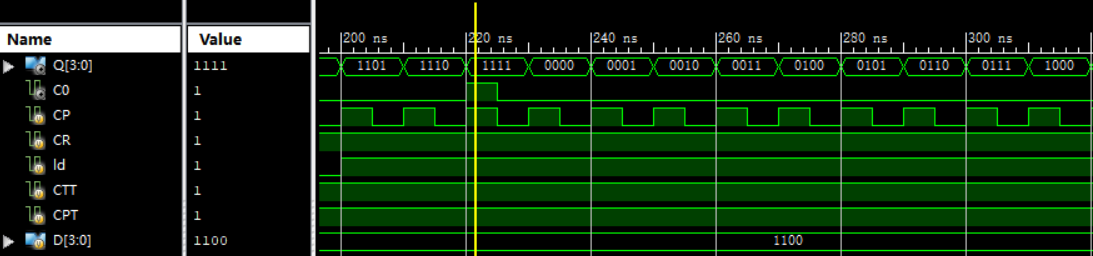 Name Value 200 ns 220 ns 240 ns 260 ns 280 ns 300 ns
Q[3:0] 1111 1101 1110 1111 0000 0001 0010 0011 0100 0101 0110 0111 1000
C0 1
CP 1
CR 1
ld 1
CTT 1
CPT 1
D[3:0] 1100 1100